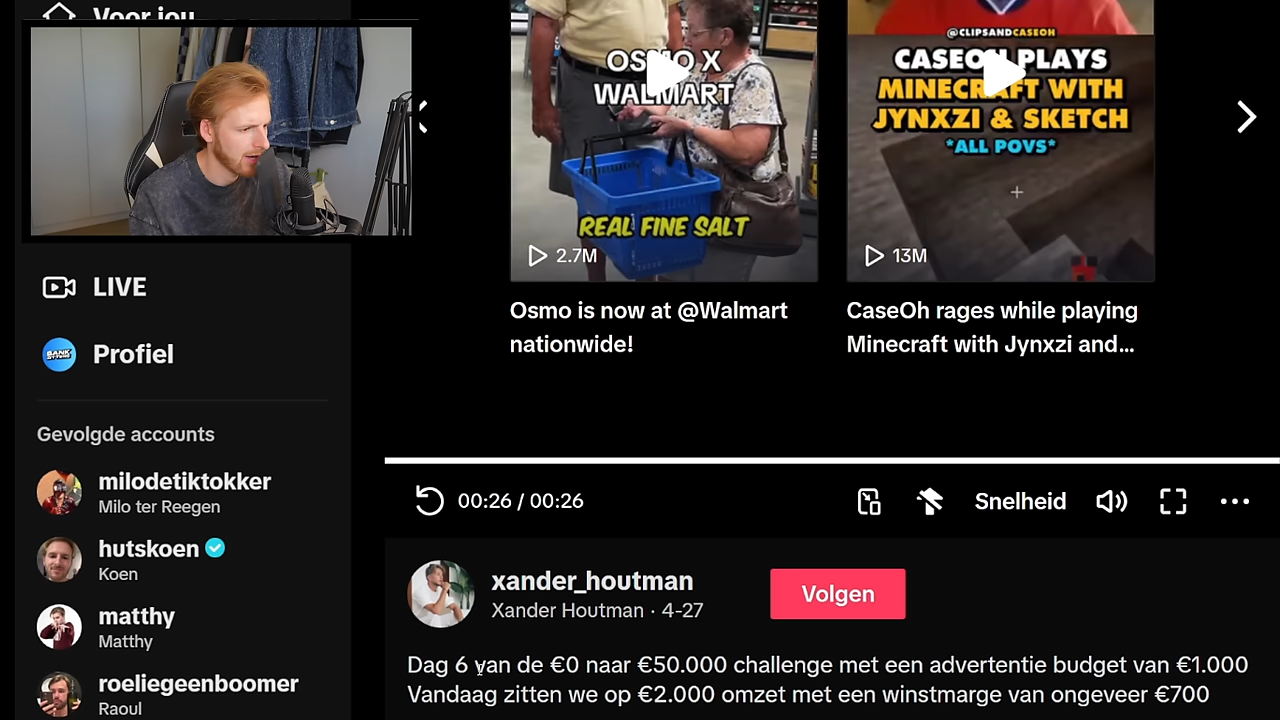 Voor jou
LIVE
Profiel
Gevolgde accounts
milodetiktokker
Milo ter Reegen
hutskoen
Koen
matthy
Matthy
roeliegeenboomer
Raoul
OSMO X
WALMART
REAL FINE SALT
2.7M
Osmo is now at @Walmart
nationwide!
@CLIPSANDCASEOH
CASEOH PLAYS
MINECRAFT WITH
JYNXZI & SKETCH
*ALL POVS*
13M
CaseOh rages while playing
Minecraft with Jynxzi and...
00:26 / 00:26
Snelheid
xander_houtman
Xander Houtman · 4-27
Volgen
Dag 6 van de €0 naar €50.000 challenge met een advertentie budget van €1.000
Vandaag zitten we op €2.000 omzet met een winstmarge van ongeveer €700